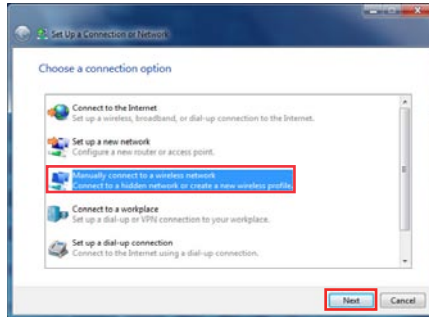 Set Up a Connection or Network
Choose a connection option
Connect to the Internet
Set up a wireless, broadband, or dial-up connection to the Internet.
Set up a new network
Configure a new router or access point.
Manually connect to a wireless network
Connect to a hidden network or create a new wireless profile.
Connect to a workplace
Set up a dial-up or VPN connection to your workplace.
Set up a dial-up connection
Connect to the Internet using a dial-up connection.
Next Cancel